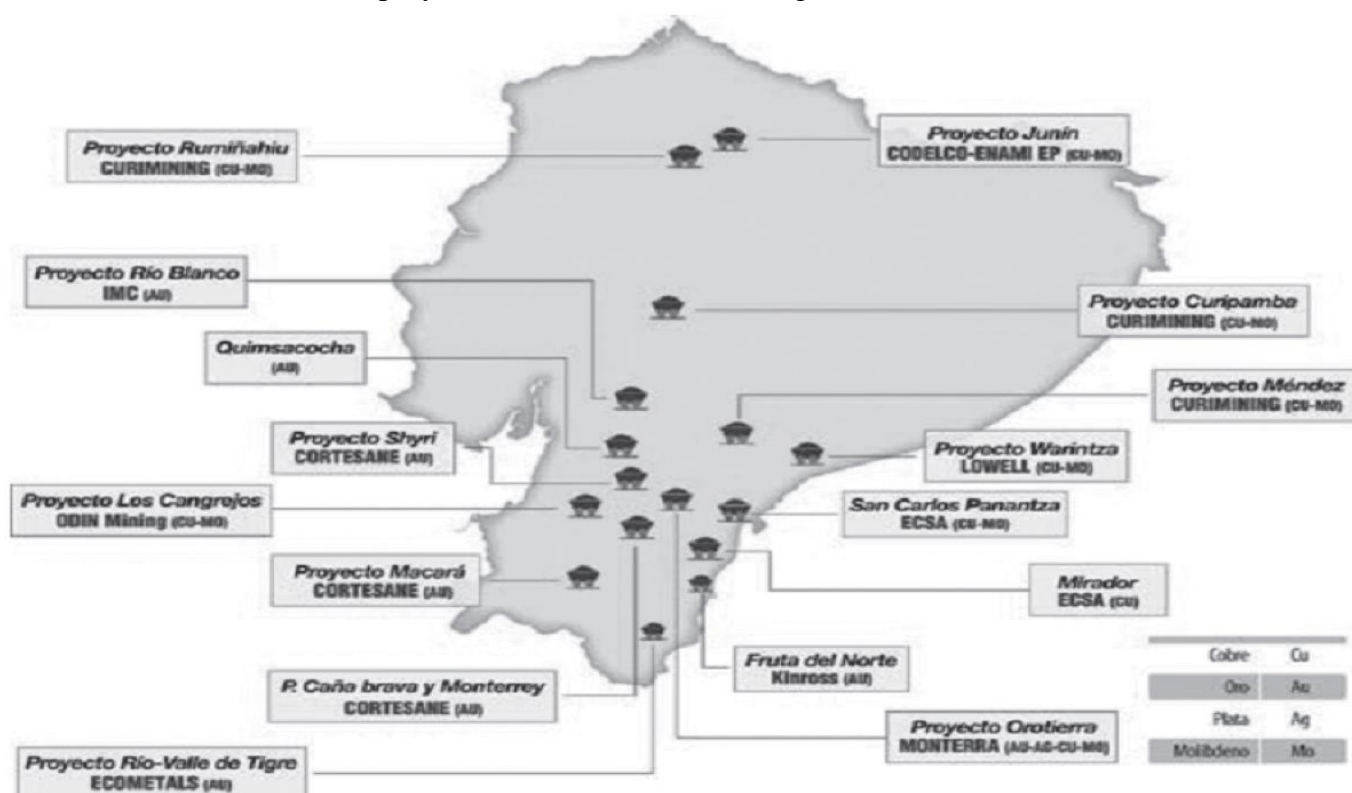 Proyecto Rumiñahiu
CURIMINING (CU-MO)
Proyecto Junín
CODELCO-ENAMI EP (CU-MO)
Proyecto Río Blanco
IMC (AU)
Proyecto Curipamba
CURIMINING (CU-MO)
Quimsacocha
(AU)
Proyecto Méndez
CURIMINING (CU-MO)
Proyecto Shyri
CORTESANE (AU)
Proyecto Warintza
LOWELL (CU-MO)
Proyecto Los Cangrejos
ODIN Mining (CU-MO)
San Carlos Panantza
ECSA (CU-MO)
Proyecto Macará
CORTESANE (AU)
Mirador
ECSA (CU)
Fruta del Norte
Kinross (AU)
P. Caña brava y Monterrey
CORTESANE (AU)
Proyecto Orotierra
MONTERRA (AU-AG-CU-MO)
Proyecto Río-Valle de Tigre
ECOMETALS (AU)
Cobre Cu
Oro Au
Plata Ag
Molibdeno Mo